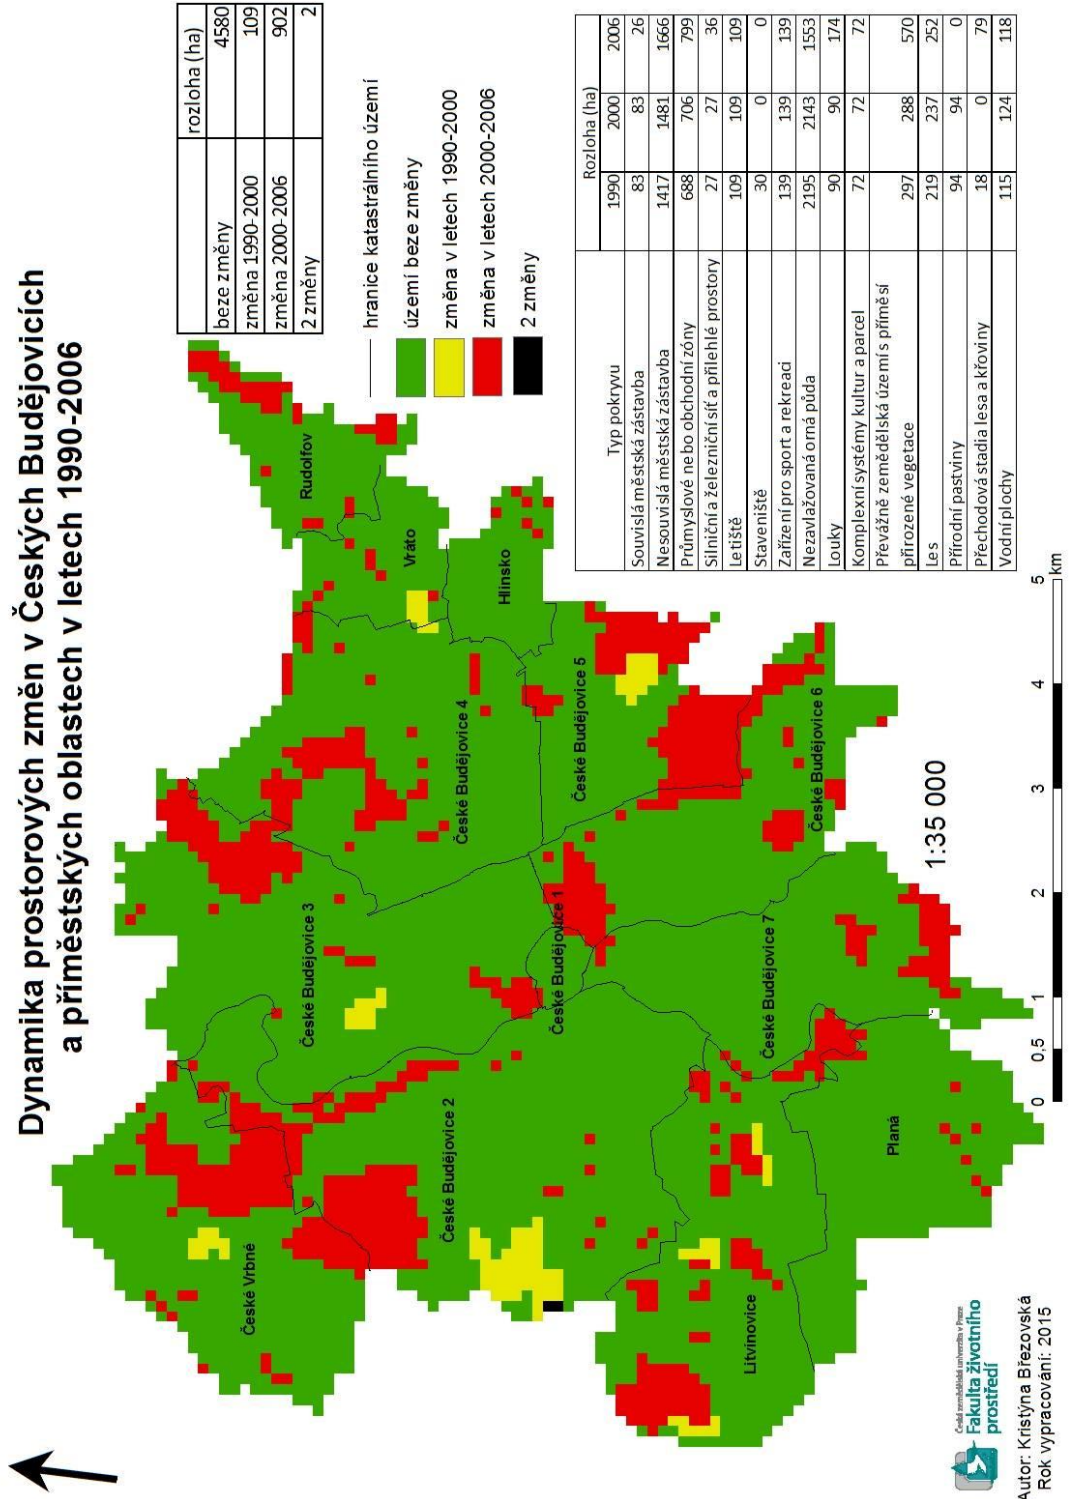 Dynamika prostorových změn v Českých Budějovicích
a příměstských oblastech v letech 1990-2006
rozloha (ha)
beze změny 4580
změna 1990-2000 109
změna 2000-2006 902
2 změny 2
hranice katastrálního území
území beze změny
změna v letech 1990-2000
změna v letech 2000-2006
2 změny
Rudolfov
Vráto
Hlinsko
České Budějovice 4
České Budějovice 5
České Budějovice 6
České Budějovice 3
České Budějovice 1
České Budějovice 7
České Vrbné
České Budějovice 2
Litvínovice
Planá
Typ pokryvu Rozloha (ha)
1990 2000 2006
Souvislá městská zástavba 83 83 26
Nesouvislá městská zástavba 1417 1481 1666
Průmyslové nebo obchodní zóny 688 706 799
Silniční a železniční síť a přilehlé prostory 27 27 36
Letiště 109 109 109
Staveniště 30 0 0
Zařízení pro sport a rekreaci 139 139 139
Nezavlažovaná orná půda 2195 2143 1553
Louky 90 90 174
Komplexní systémy kultur a parcel 72 72 72
Převážně zemědělská území s příměsí
přirozené vegetace 297 288 570
Les 219 237 252
Přírodní pastviny 94 94 0
Přechodová stadia lesa a křoviny 18 0 79
Vodní plochy 115 124 118
1:35 000
0 0,5 1 2 3 4 5 km
Česká zemědělská univerzita v Praze
Fakulta životního
prostředí
Autor: Kristýna Březovská
Rok vypracování: 2015